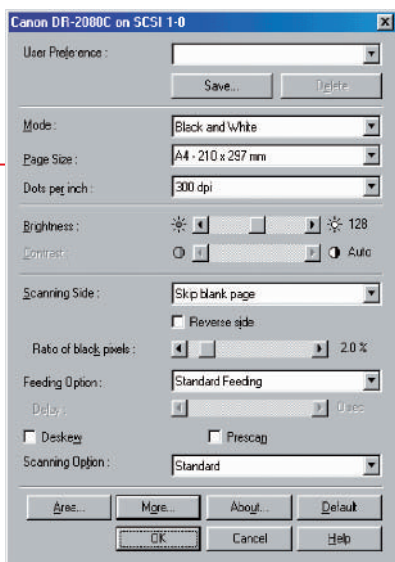 Canon DR-2080C on SCSI 1-0
User Preference :
Save... Delete
Mode : Black and White
Page Size : A4 - 210 x 297 mm
Dots per inch : 300 dpi
Brightness : 128
Contrast : Auto
Scanning Side : Skip blank page
Reverse side
Ratio of black pixels : 2.0 %
Feeding Option : Standard Feeding
Delay : 0 sec
Deskew Prescan
Scanning Option : Standard
Area... More... About... Default
OK Cancel Help